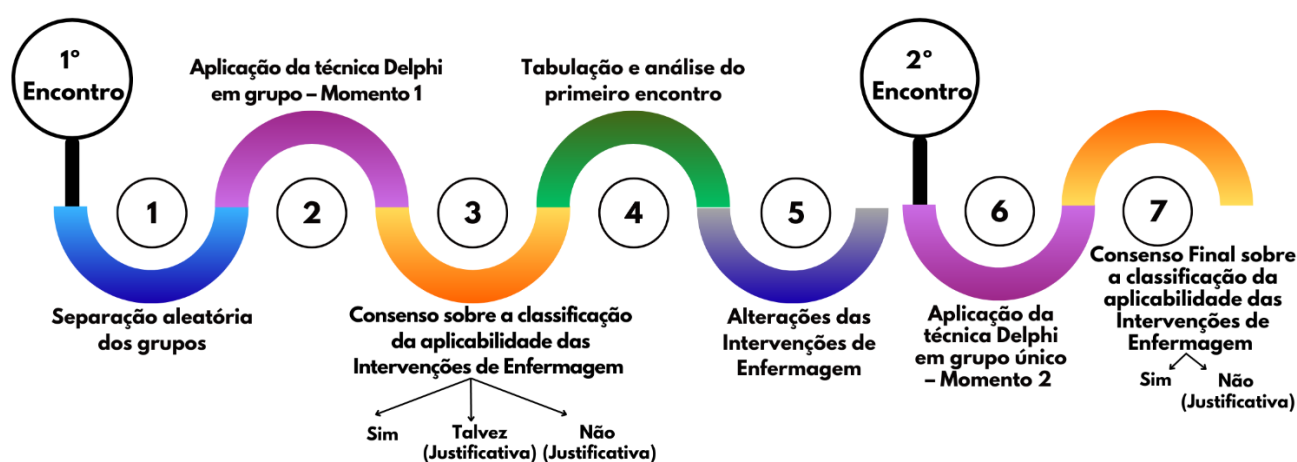 1º
Encontro
1
Separação aleatória
dos grupos
Aplicação da técnica Delphi
em grupo – Momento 1
2
3
Consenso sobre a classificação
da aplicabilidade das
Intervenções de Enfermagem
Sim
Talvez
(Justificativa)
Não
(Justificativa)
Tabulação e análise do
primeiro encontro
4
5
Alterações das
Intervenções de
Enfermagem
2º
Encontro
6
Aplicação da
técnica Delphi
em grupo único
– Momento 2
7
Consenso Final sobre
a classificação da
aplicabilidade das
Intervenções de
Enfermagem
Sim
Não
(Justificativa)